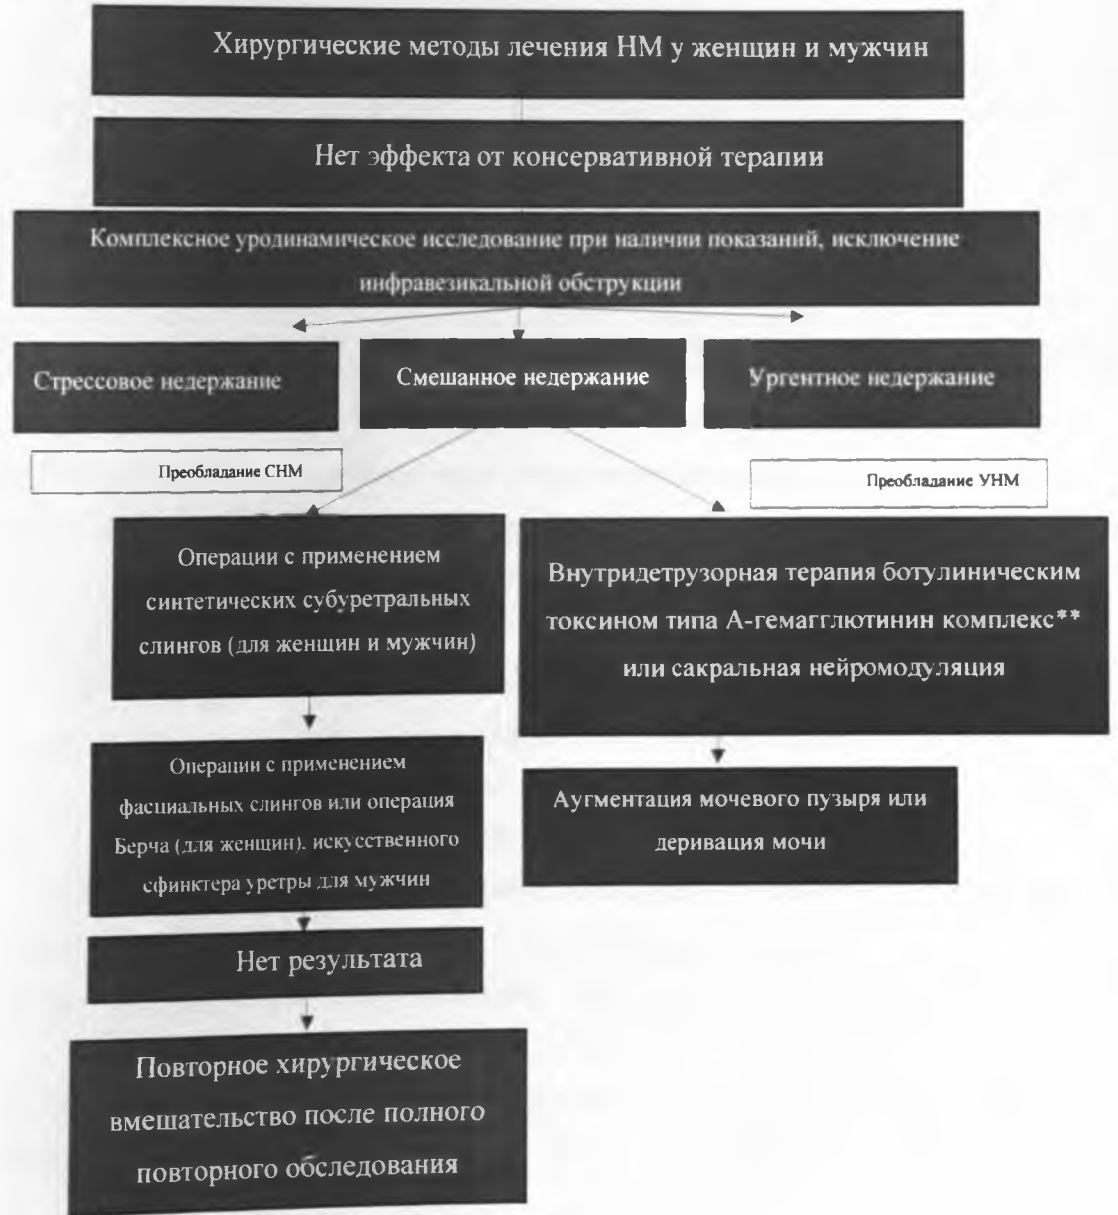 Хирургические методы лечения НМ у женщин и мужчин
Нет эффекта от консервативной терапии
Комплексное уродинамическое исследование при наличии показаний, исключение
инфравезикальной обструкции
Стрессовое недержание
Смешанное недержание
Ургентное недержание
Преобладание СНМ
Преобладание УНМ
Операции с применением
синтетических субуретральных
слингов (для женщин и мужчин)
Внутридетрузорная терапия ботулиническим
токсином типа А-гемагглютинин комплекс**
или сакральная нейромодуляция
Операции с применением
фасциальных слингов или операция
Берча (для женщин), искусственного
сфинктера уретры для мужчин
Аугментация мочевого пузыря или
деривация мочи
Нет результата
Повторное хирургическое
вмешательство после полного
повторного обследования